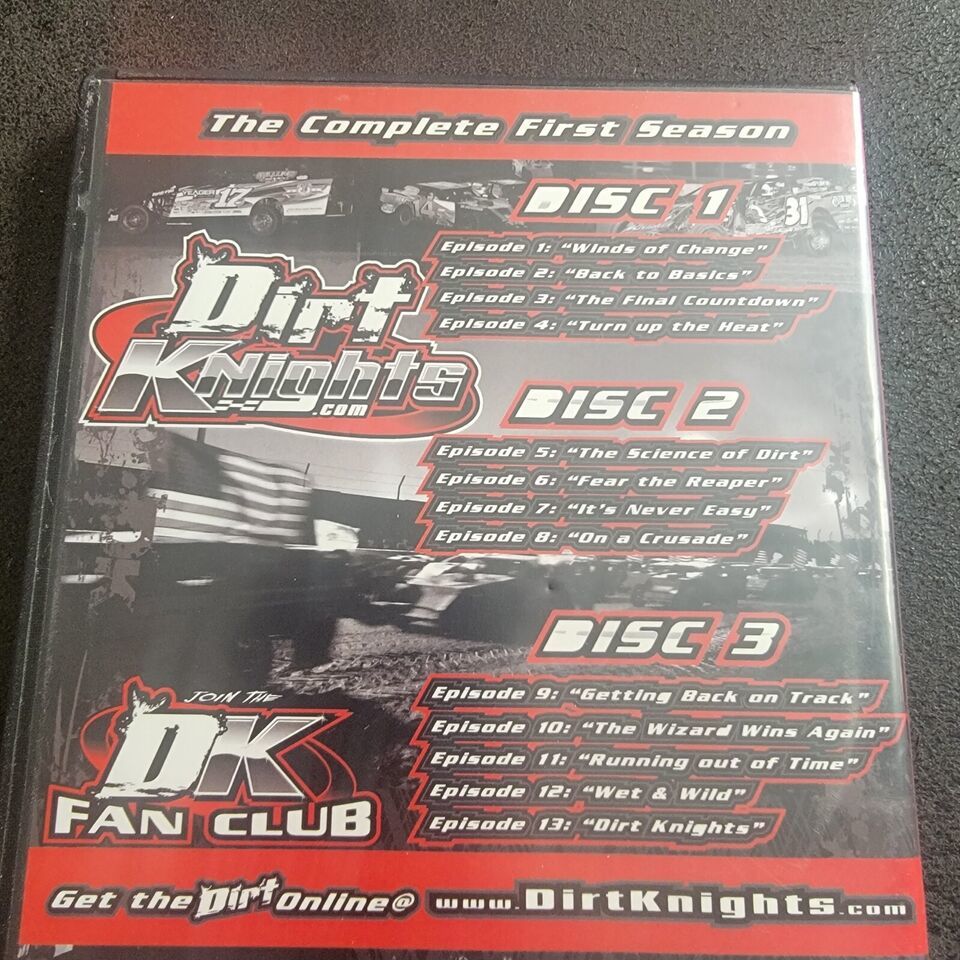 The Complete First Season
YEAGER 17
4
31
DISC 1
Episode 1: "Winds of Change"
Episode 2: "Back to Basics"
Episode 3: "The Final Countdown"
Episode 4: "Turn up the Heat"
Dirt
Knights
.com
DISC 2
Episode 5: "The Science of Dirt"
Episode 6: "Fear the Reaper"
Episode 7: "It's Never Easy"
Episode 8: "On a Crusade"
DISC 3
Episode 9: "Getting Back on Track"
Episode 10: "The Wizard Wins Again"
Episode 11: "Running out of Time"
Episode 12: "Wet & Wild"
Episode 13: "Dirt Knights"
JOIN THE
DK
FAN CLUB
Get the Dirt Online@ www.DirtKnights.com